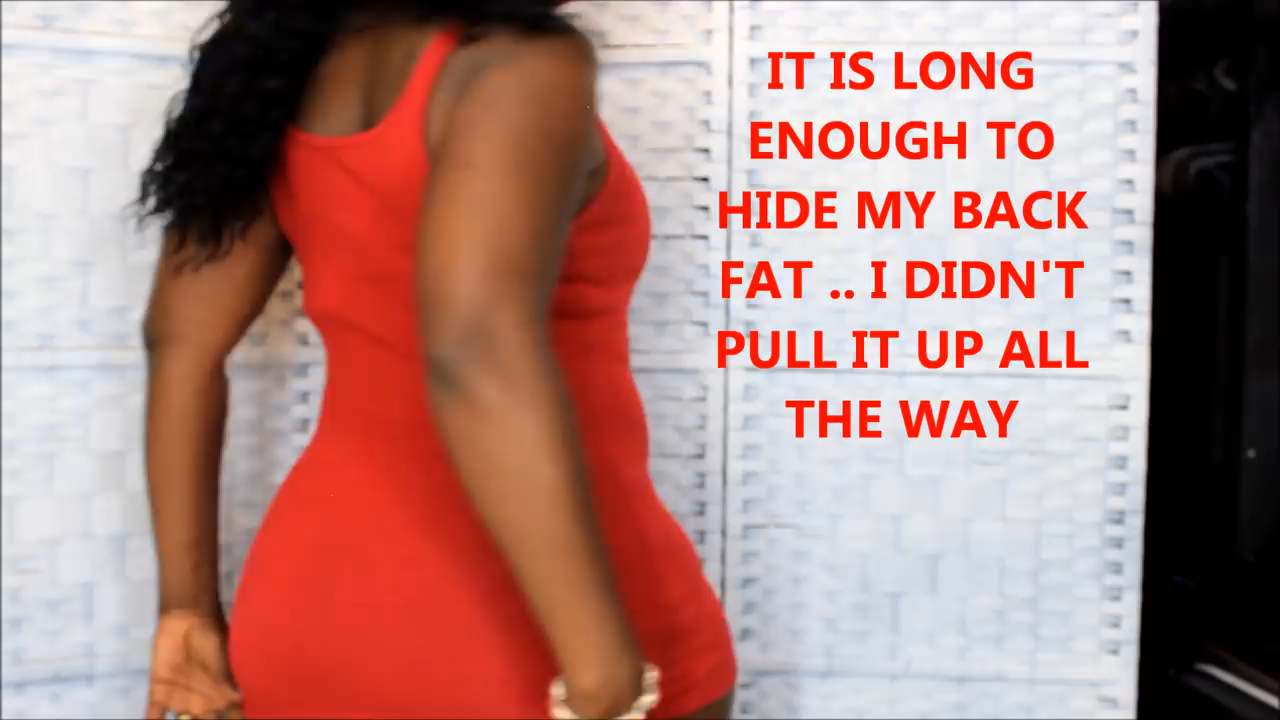 IT IS LONG
ENOUGH TO
HIDE MY BACK
FAT .. I DIDN'T
PULL IT UP ALL
THE WAY